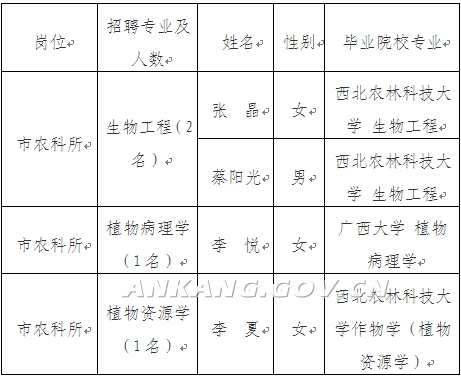 岗位 招聘专业及人数 姓名 性别 毕业院校专业
市农科所 生物工程（2名） 张 晶 女 西北农林科技大学 生物工程
蔡阳光 男 西北农林科技大学 生物工程
市农科所 植物病理学（1名） 李 悦 女 广西大学 植物病理学
市农科所 植物资源学（1名） 李 夏 女 西北农林科技大学作物学（植物资源学）
ANKANG.GOV.CN